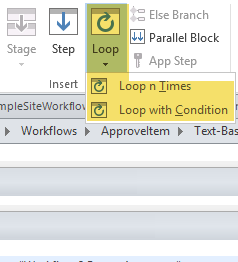 Else Branch
Parallel Block
App Step
Stage
Step
Loop
Insert
Loop n Times
Loop with Condition
mpleSiteWorkflow
Workflows ApproveItem Text-Bas